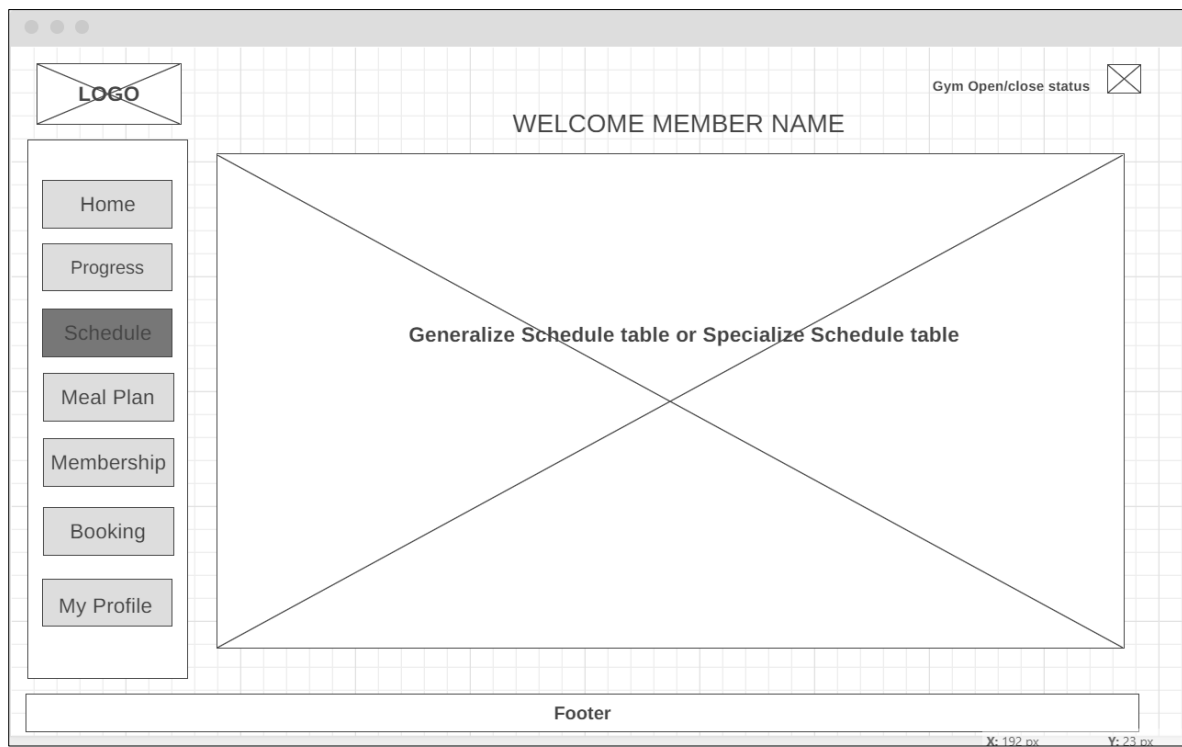 LOGO
Gym Open/close status
WELCOME MEMBER NAME
Home
Progress
Schedule
Meal Plan
Membership
Booking
My Profile
Generalize Schedule table or Specialize Schedule table
Footer
X: 192 px
Y: 23 px